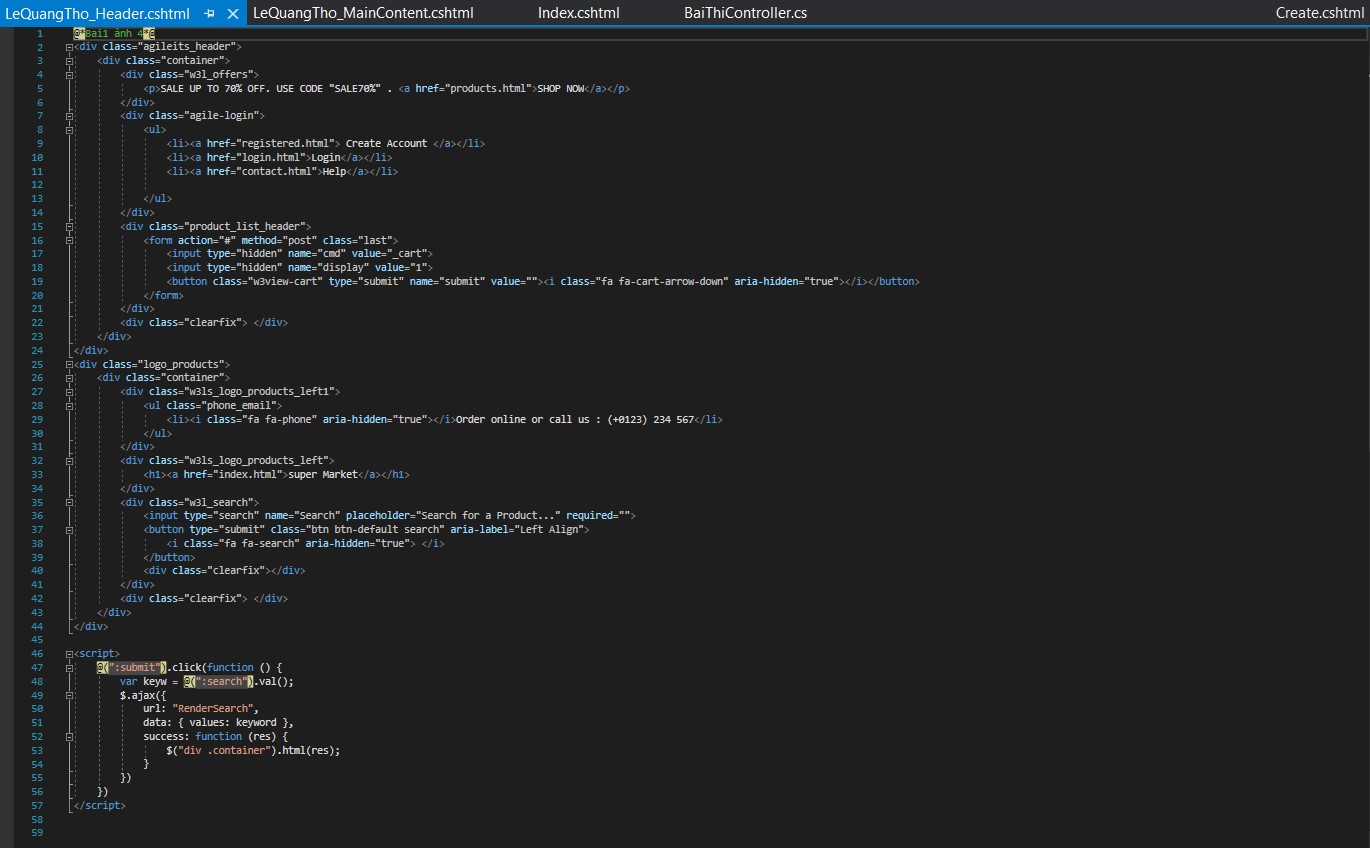 LeQuangTho_Header.cshtml LeQuangTho_MainContent.cshtml Index.cshtml BaiThiController.cs Create.cshtml
1 @*Bai1 ảnh 4*@
2 <div class="agileits_header">
3 <div class="container">
4 <div class="w3l_offers">
5 <p>SALE UP TO 70% OFF. USE CODE "SALE70%" . <a href="products.html">SHOP NOW</a></p>
6 </div>
7 <div class="agile-login">
8 <ul>
9 <li><a href="registered.html"> Create Account </a></li>
10 <li><a href="login.html">Login</a></li>
11 <li><a href="contact.html">Help</a></li>
12
13 </ul>
14 </div>
15 <div class="product_list_header">
16 <form action="#" method="post" class="last">
17 <input type="hidden" name="cmd" value="_cart">
18 <input type="hidden" name="display" value="1">
19 <button class="w3view-cart" type="submit" name="submit" value=""><i class="fa fa-cart-arrow-down" aria-hidden="true"></i></button>
20 </form>
21 </div>
22 <div class="clearfix"> </div>
23 </div>
24 </div>
25 <div class="logo_products">
26 <div class="container">
27 <div class="w3ls_logo_products_left1">
28 <ul class="phone_email">
29 <li><i class="fa fa-phone" aria-hidden="true"></i>Order online or call us : (+0123) 234 567</li>
30 </ul>
31 </div>
32 <div class="w3ls_logo_products_left">
33 <h1><a href="index.html">super Market</a></h1>
34 </div>
35 <div class="w3l_search">
36 <input type="search" name="Search" placeholder="Search for a Product..." required="">
37 <button type="submit" class="btn btn-default search" aria-label="Left Align">
38 <i class="fa fa-search" aria-hidden="true"> </i>
39 </button>
40 <div class="clearfix"></div>
41 </div>
42 <div class="clearfix"> </div>
43 </div>
44 </div>
45
46 <script>
47 @(":submit").click(function () {
48 var keyw = @(":search").val();
49 $.ajax({
50 url: "RenderSearch",
51 data: { values: keyword },
52 success: function (res) {
53 $("div .container").html(res);
54 }
55 })
56 })
57 </script>
58
59